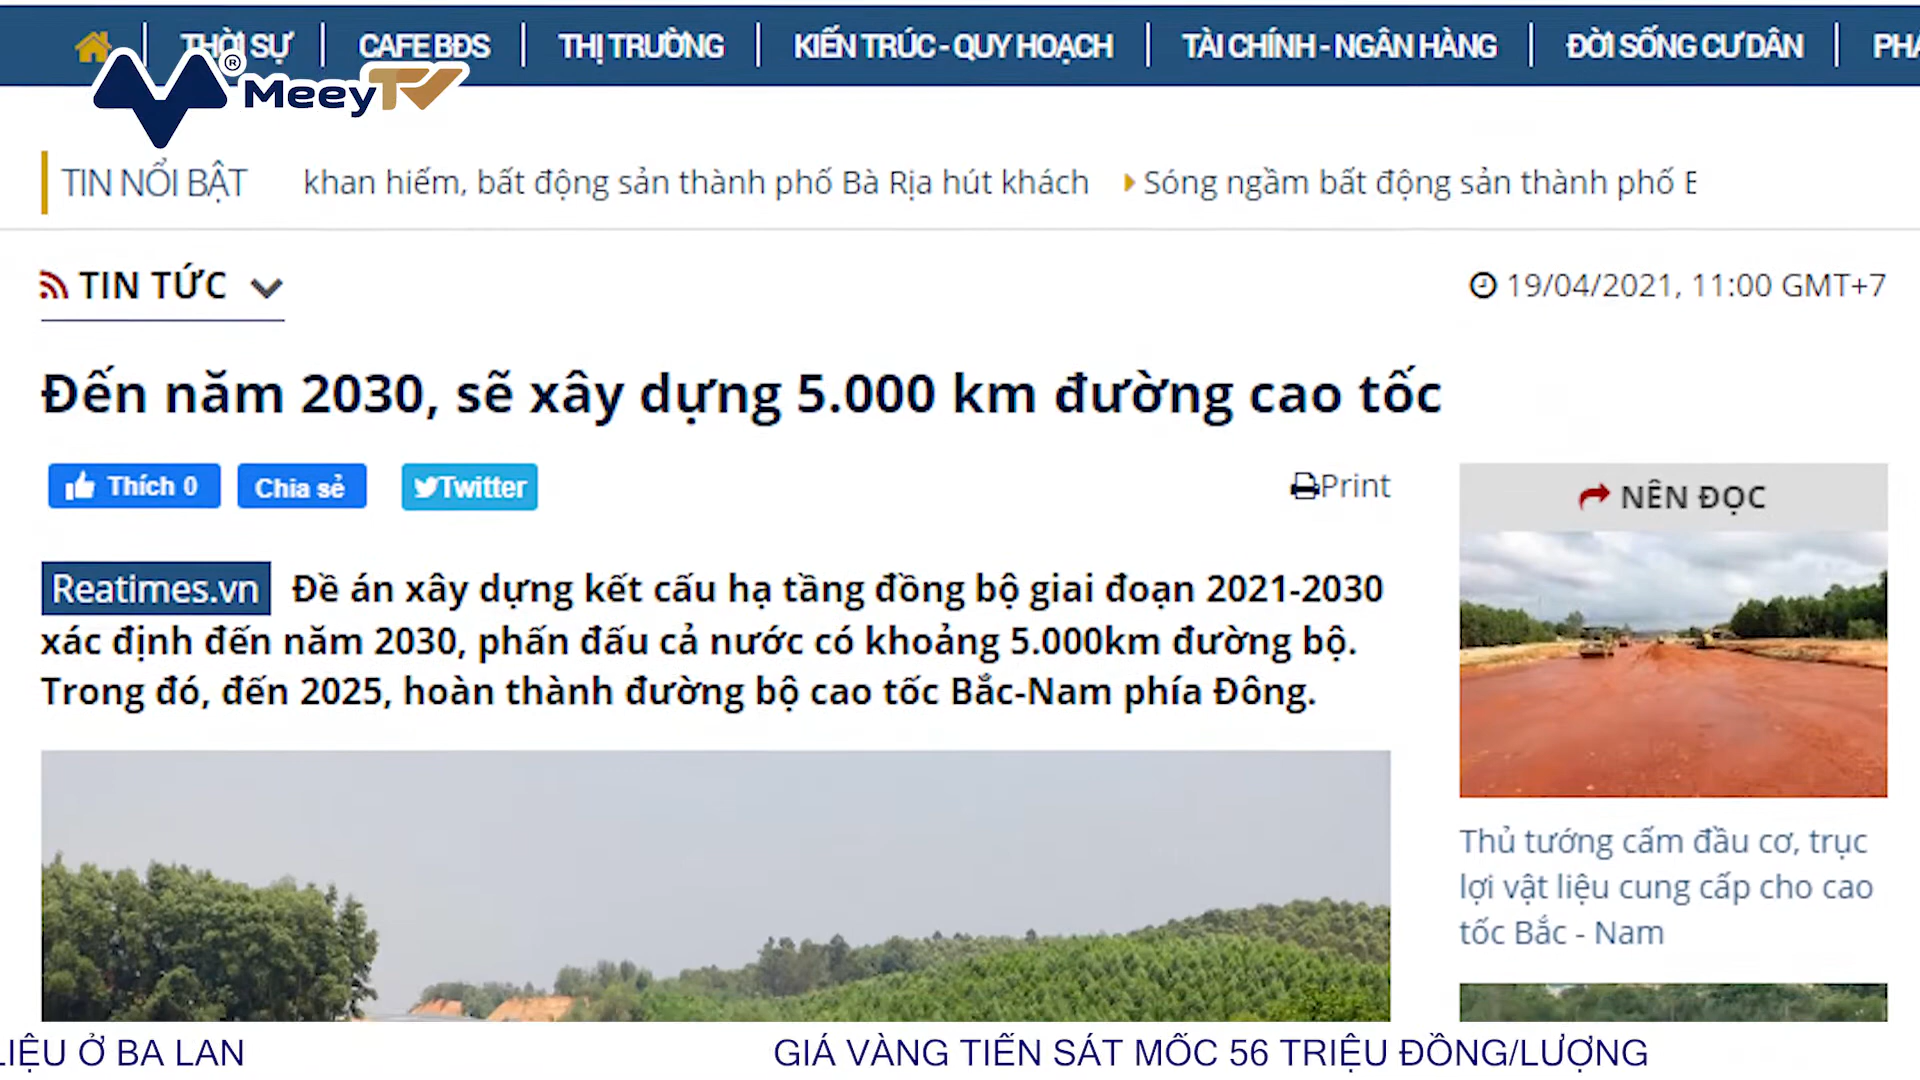 THỜI SỰ
CAFE BĐS
THỊ TRƯỜNG
KIẾN TRÚC - QUY HOẠCH
TÀI CHÍNH - NGÂN HÀNG
ĐỜI SỐNG CƯ DÂN
MeeyTV
®
TIN NỔI BẬT
khan hiếm, bất động sản thành phố Bà Rịa hút khách
Sóng ngầm bất động sản thành phố
TIN TỨC
19/04/2021, 11:00 GMT+7
Đến năm 2030, sẽ xây dựng 5.000 km đường cao tốc
Thích 0
Chia sẻ
Twitter
Print
NÊN ĐỌC
Reatimes.vn Đề án xây dựng kết cấu hạ tầng đồng bộ giai đoạn 2021-2030
xác định đến năm 2030, phấn đấu cả nước có khoảng 5.000km đường bộ.
Trong đó, đến 2025, hoàn thành đường bộ cao tốc Bắc-Nam phía Đông.
Thủ tướng cấm đầu cơ, trục
lợi vật liệu cung cấp cho cao
tốc Bắc - Nam
LIỆU Ở BA LAN
GIÁ VÀNG TIẾN SÁT MỐC 56 TRIỆU ĐỒNG/LƯỢNG